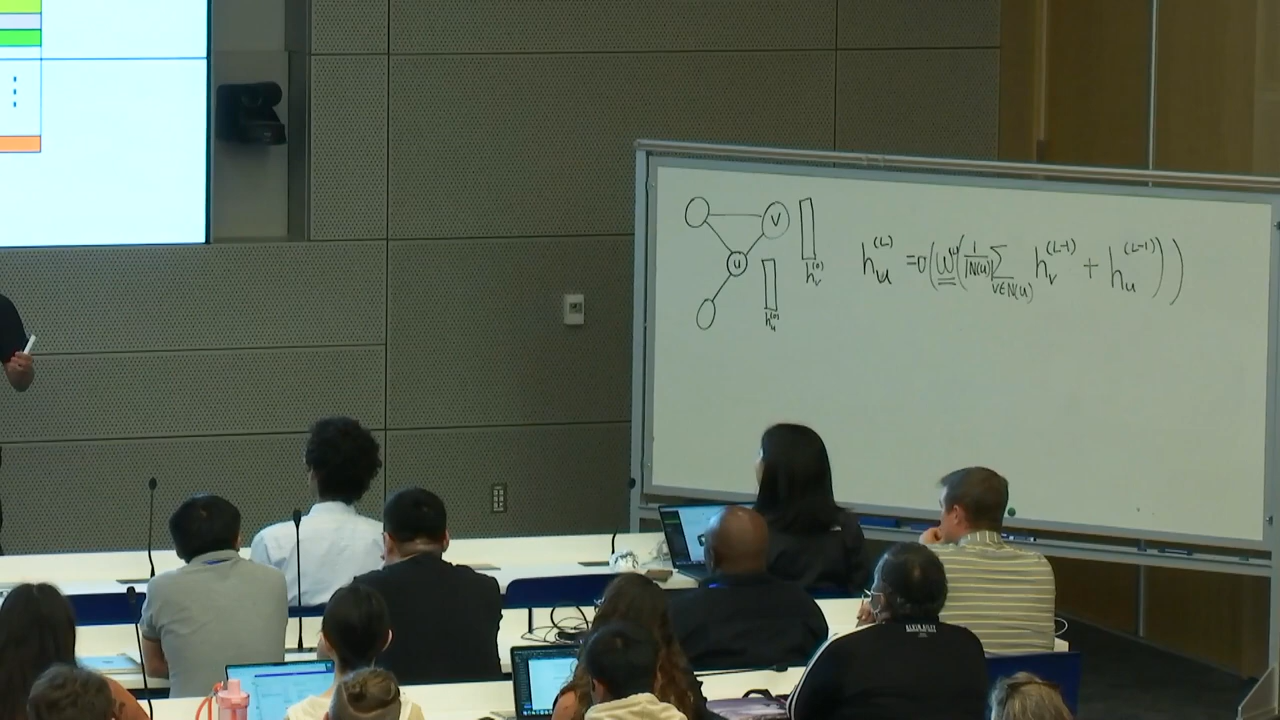 V
u
h_v^{(0)}
h_u^{(0)}
h_u^{(L)} = σ(W^{(L)}(1/|N(u)| Σ_{v∈N(u)} h_v^{(L-1)} + h_u^{(L-1)}))